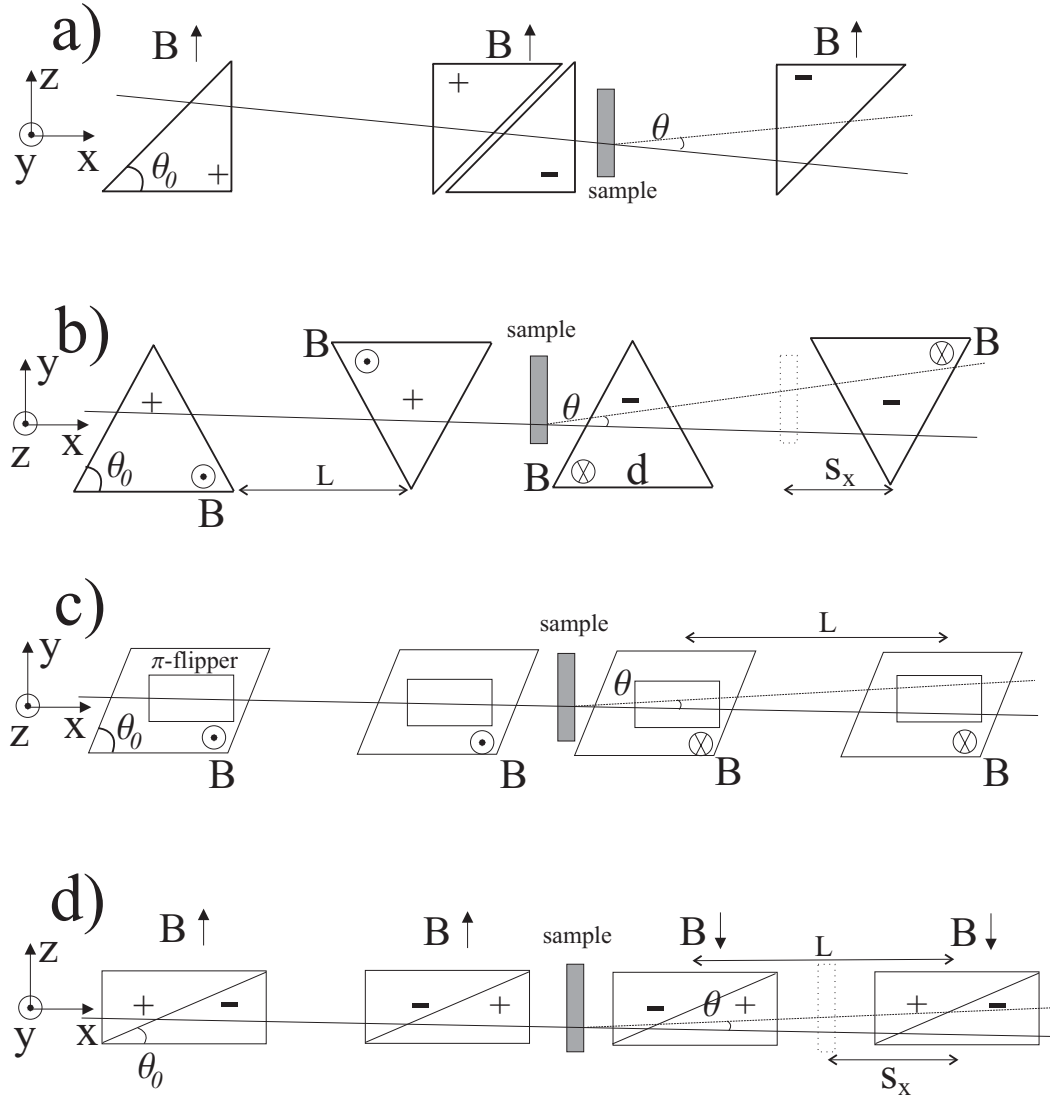 a)
B B B
z
y x
θ₀
+ + - -
θ
sample
b)
sample
y
z x
B B
+ + - -
θ₀ θ
B L B d sₓ
c)
sample L
y
z x
π-flipper
θ₀ θ
B B B B
d)
B B sample B L B
z
y x
+ - - + - + + -
θ
θ₀ sₓ